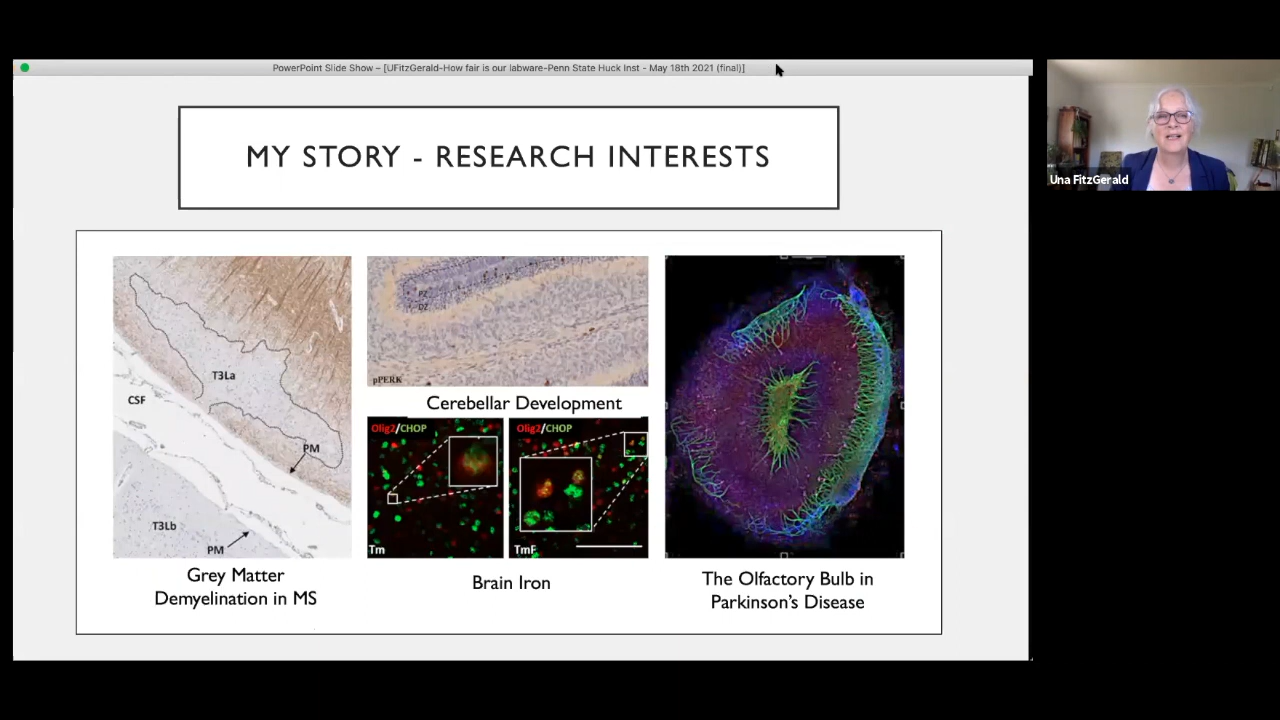 PowerPoint Slide Show – [UFitzGerald-How fair is our labware-Penn State Huck Inst - May 18th 2021 (final)]
MY STORY - RESEARCH INTERESTS
T3La
CSF
PM
T3Lb
PM
Grey Matter
Demyelination in MS
PZ
DZ
pPERK
Cerebellar Development
Olig2/CHOP
Tm
Olig2/CHOP
TmF
Brain Iron
The Olfactory Bulb in
Parkinson's Disease
Una FitzGerald